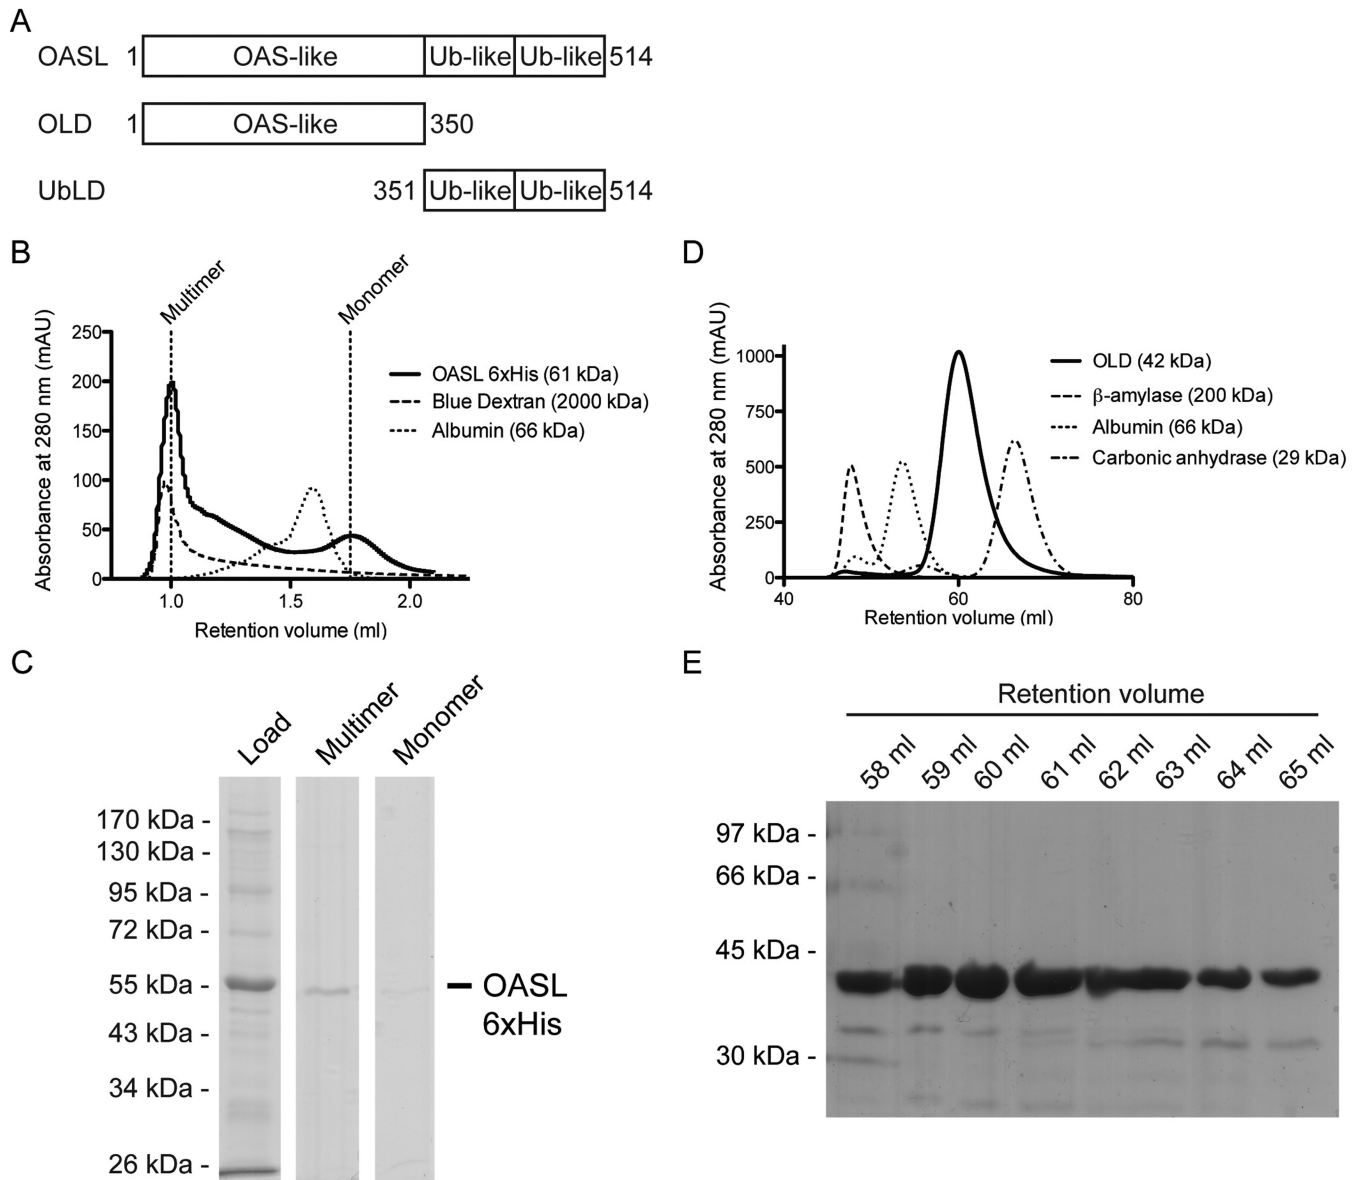 A
OASL 1 OAS-like Ub-like Ub-like 514
OLD 1 OAS-like 350
UbLD 351 Ub-like Ub-like 514
B
Multimer
Monomer
Absorbance at 280 nm (mAU)
250
200
150
100
50
0
1.0 1.5 2.0
Retention volume (ml)
OASL 6xHis (61 kDa)
Blue Dextran (2000 kDa)
Albumin (66 kDa)
D
Absorbance at 280 nm (mAU)
1000
750
500
250
0
40 60 80
Retention volume (ml)
OLD (42 kDa)
β-amylase (200 kDa)
Albumin (66 kDa)
Carbonic anhydrase (29 kDa)
C
Load Multimer Monomer
170 kDa -
130 kDa -
95 kDa -
72 kDa -
55 kDa -
43 kDa -
34 kDa -
26 kDa -
OASL
6xHis
E
Retention volume
58 ml 59 ml 60 ml 61 ml 62 ml 63 ml 64 ml 65 ml
97 kDa -
66 kDa -
45 kDa -
30 kDa -